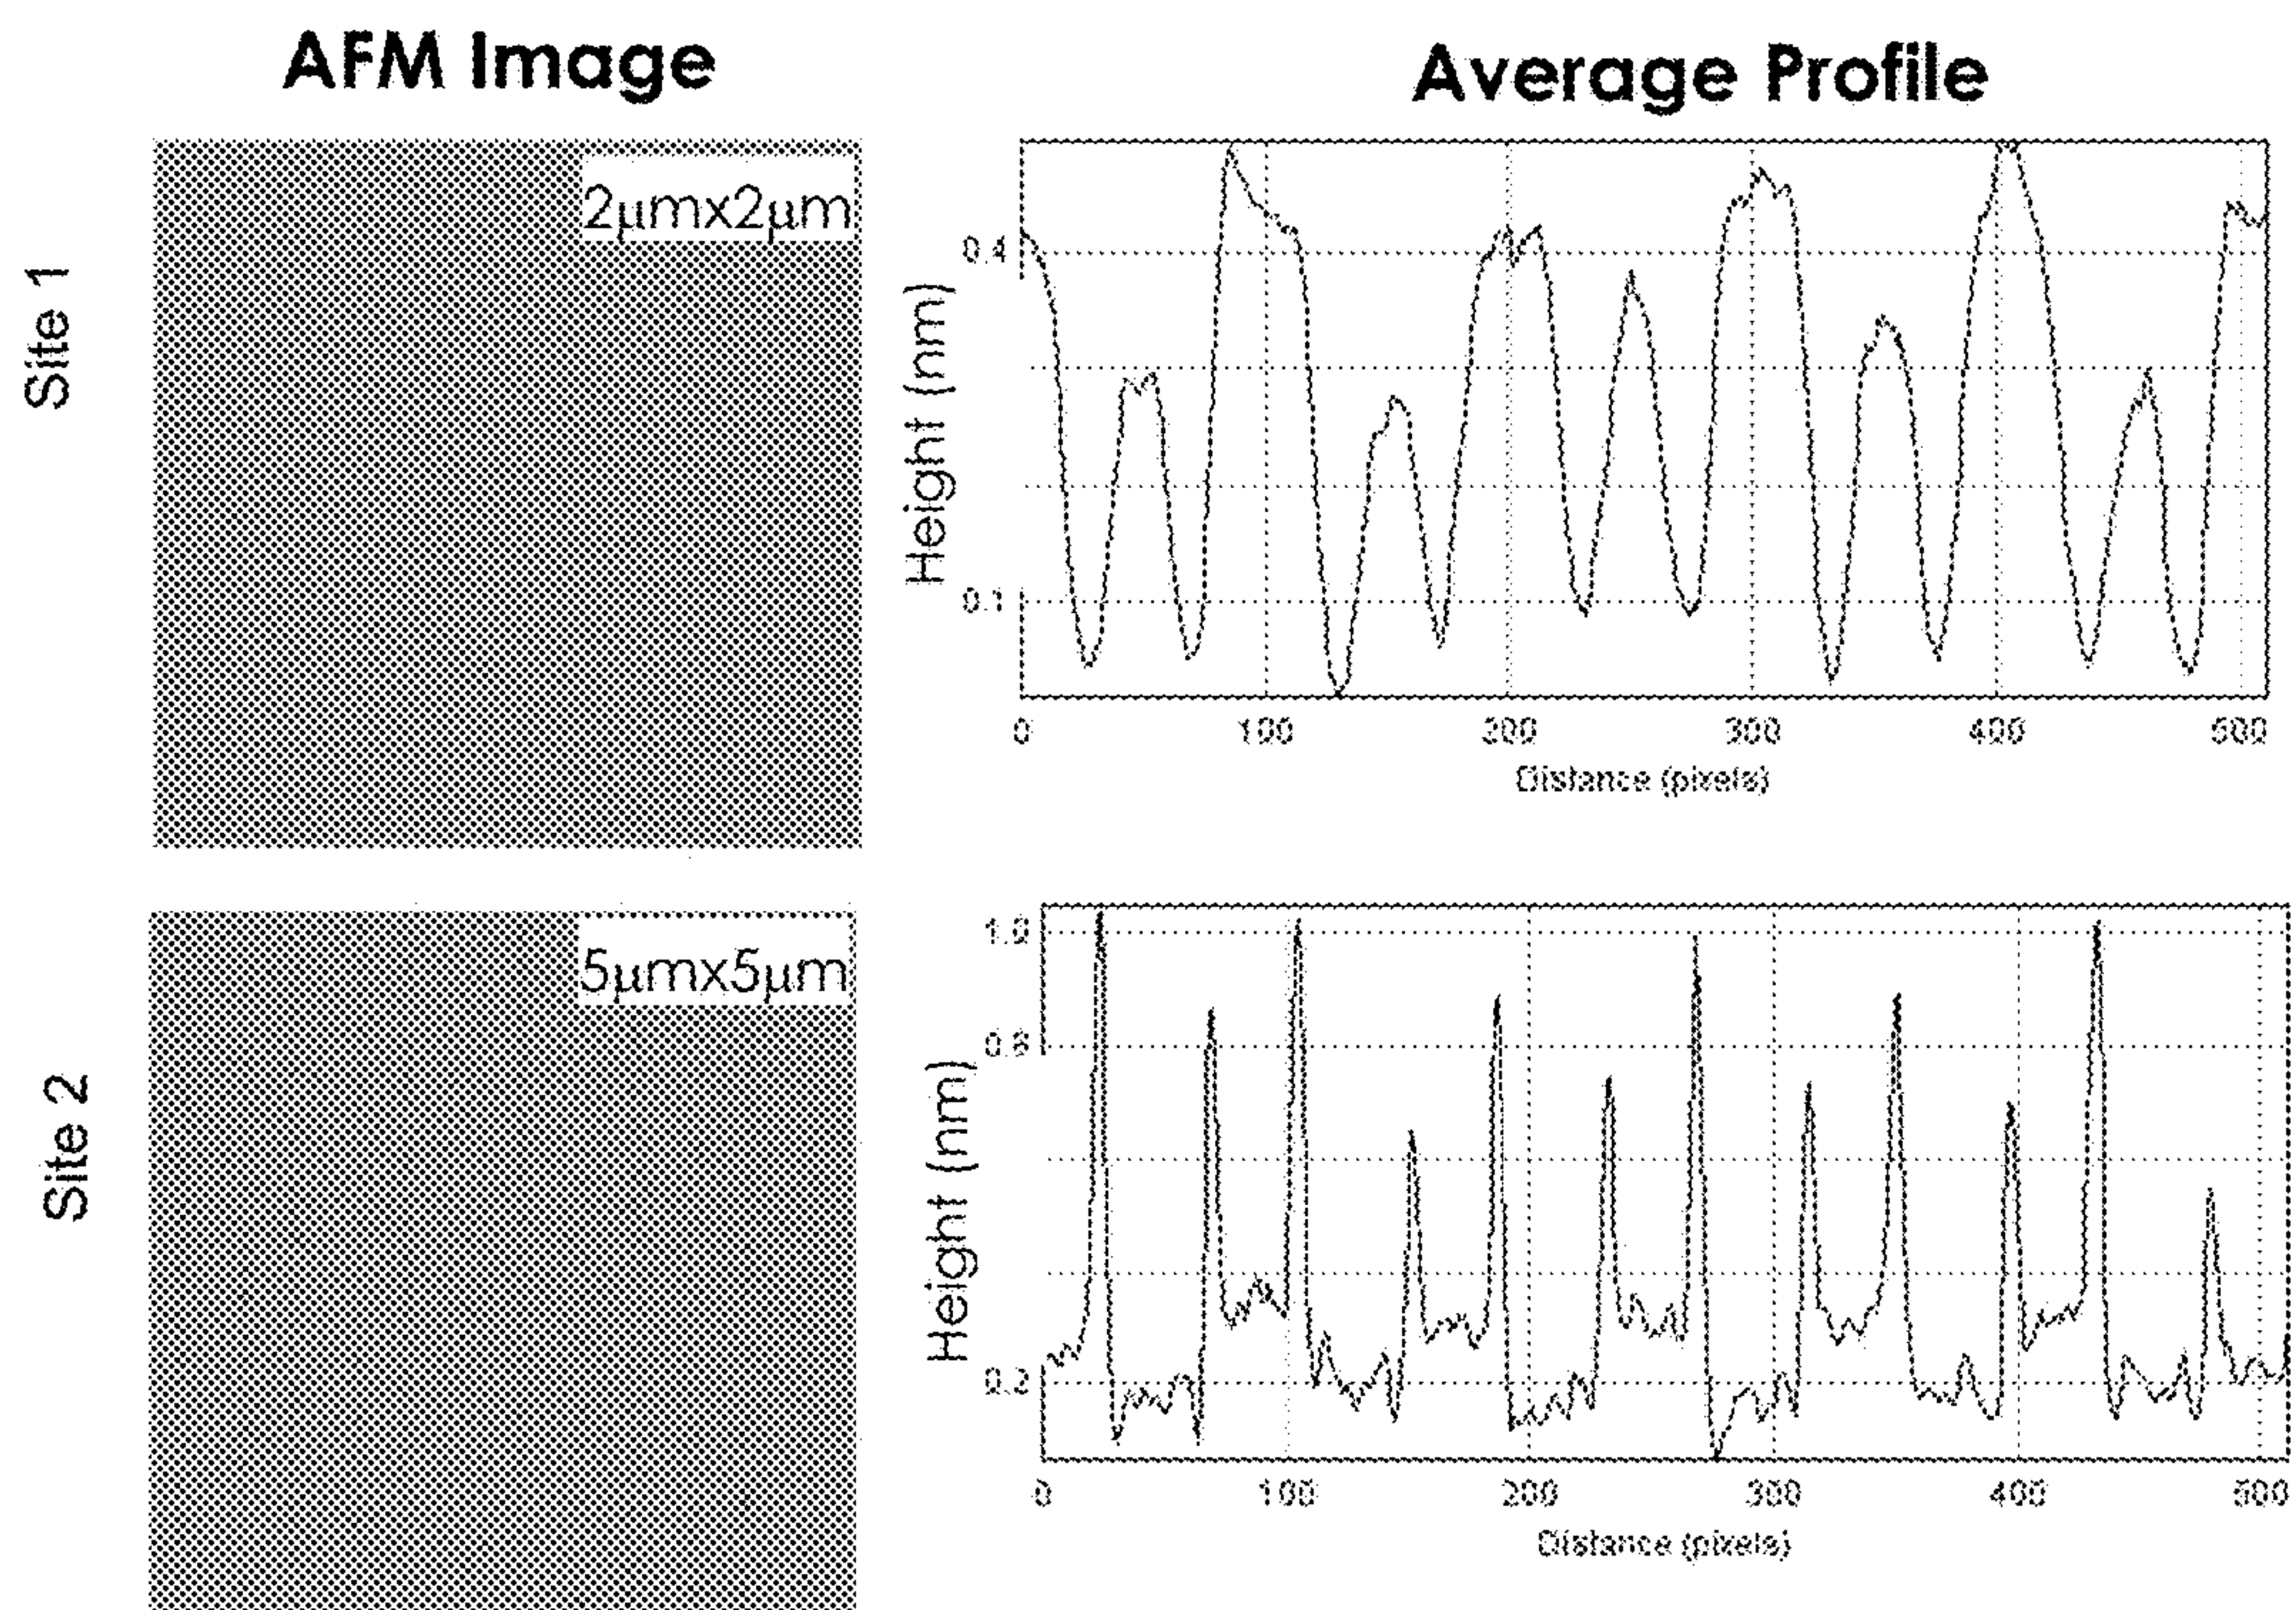 AFM Image
Average Profile
Site 1
2μmx2μm
Height (nm)
0.4
0.1
0 100 200 300 400 500
Distance (pixels)
Site 2
5μmx5μm
Height (nm)
1.0
0.8
0.2
0 100 200 300 400 500
Distance (pixels)